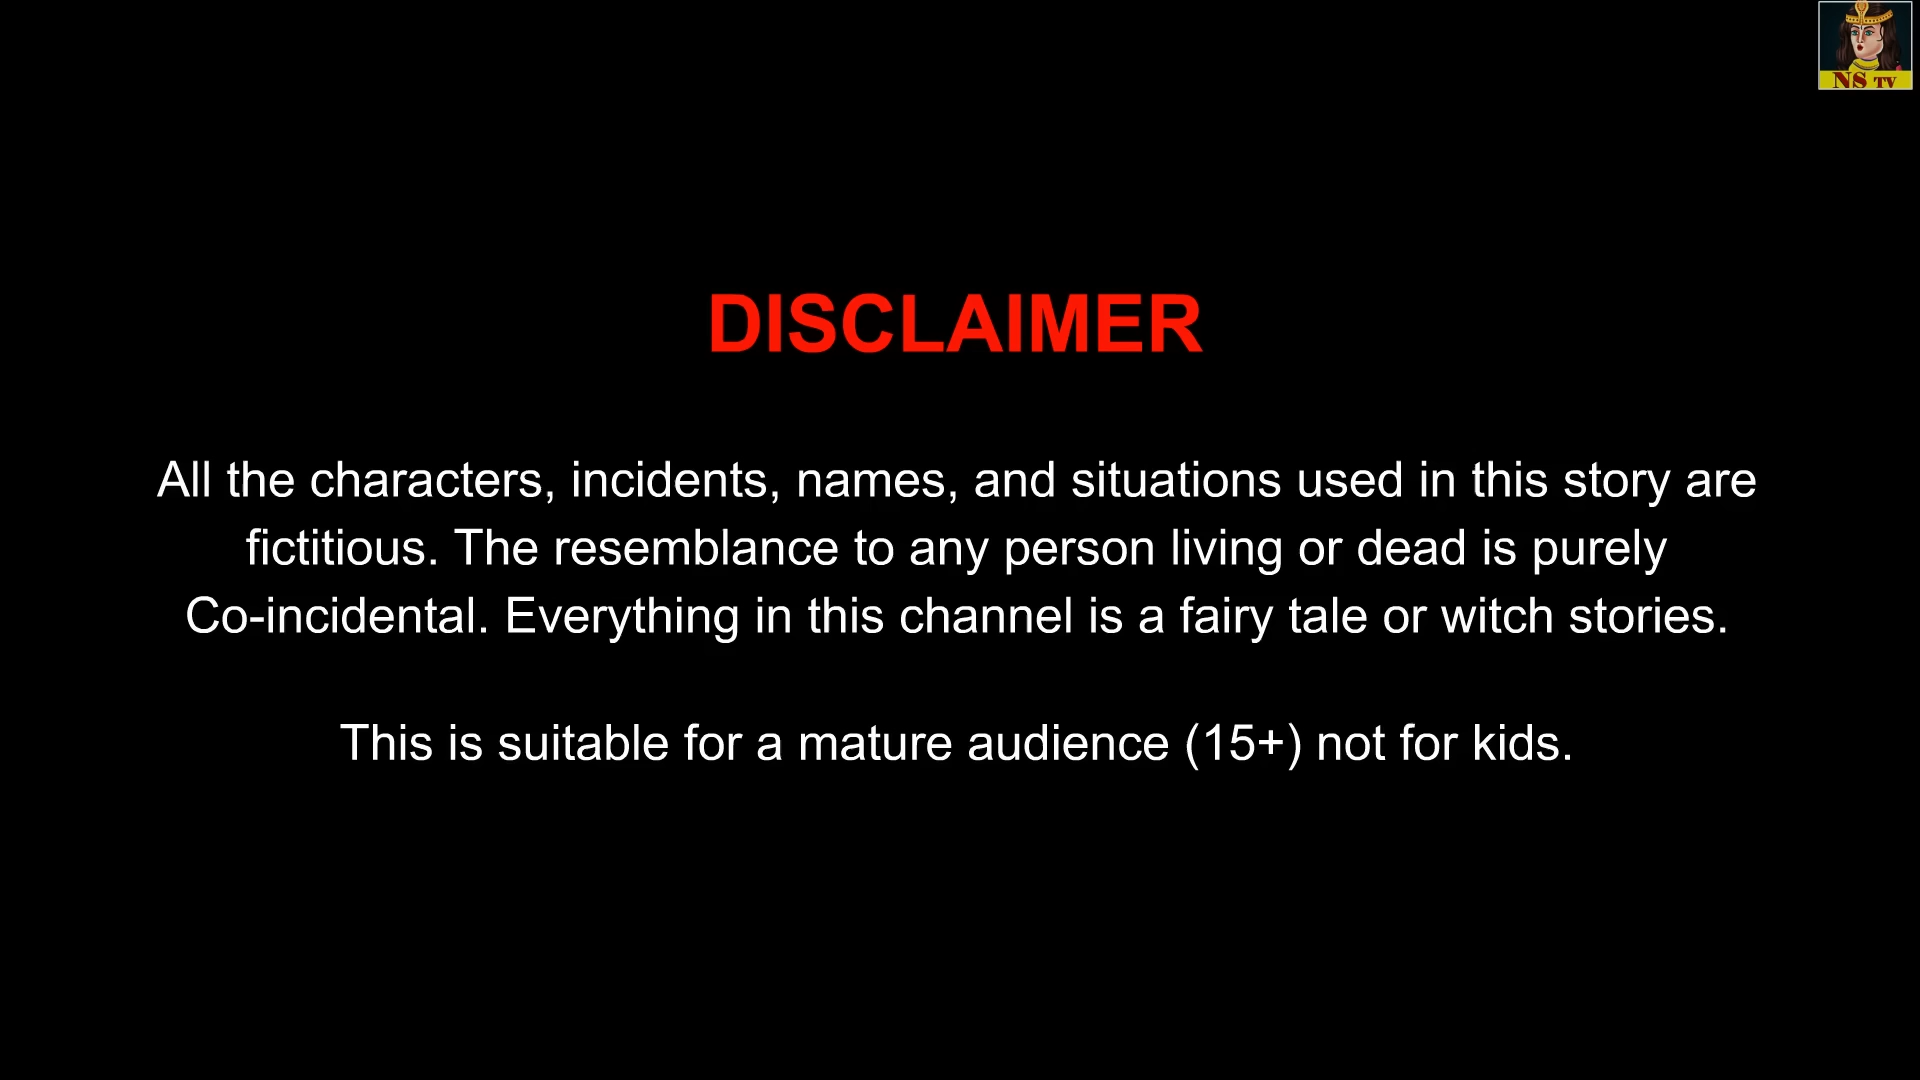 NS TV
DISCLAIMER
All the characters, incidents, names, and situations used in this story are
fictitious. The resemblance to any person living or dead is purely
Co-incidental. Everything in this channel is a fairy tale or witch stories.
This is suitable for a mature audience (15+) not for kids.